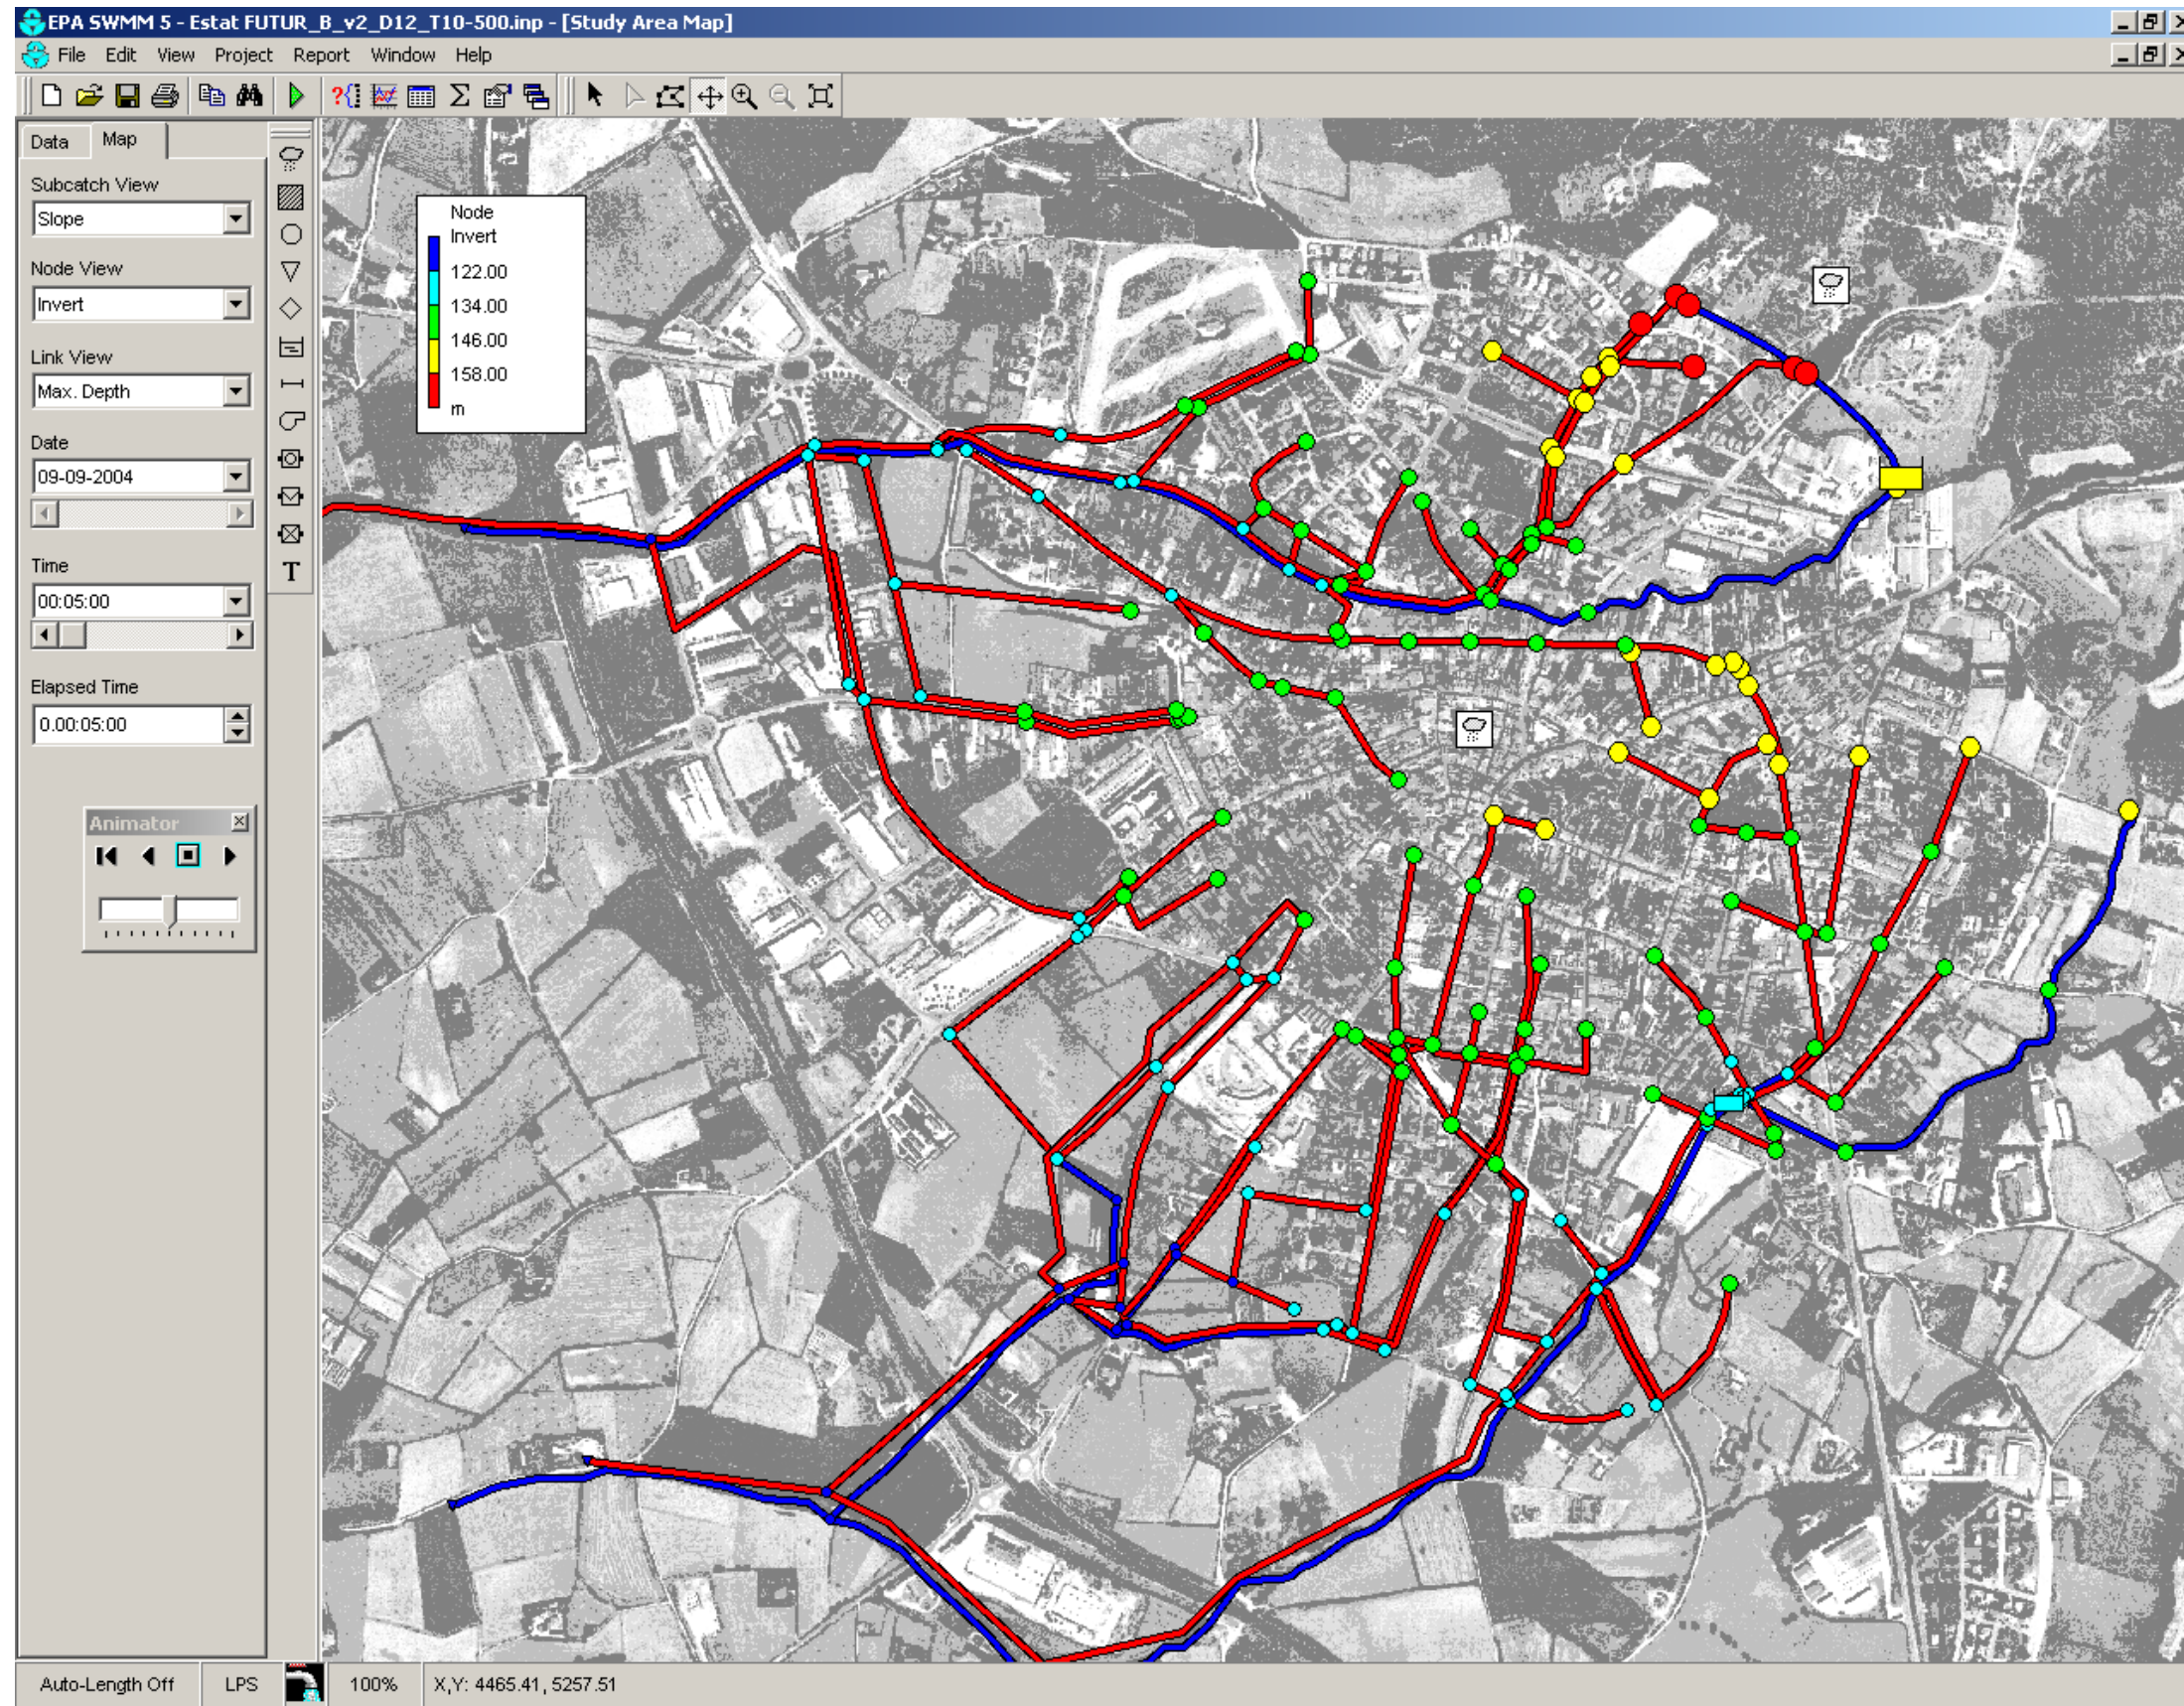 EPA SWMM 5 - Estat FUTUR_B_v2_D12_T10-500.inp - [Study Area Map]
File Edit View Project Report Window Help
Data Map
Subcatch View
Slope
Node View
Invert
Link View
Max. Depth
Date
09-09-2004
Time
00:05:00
Elapsed Time
0.00:05:00
Animator
T
Node
Invert
122.00
134.00
146.00
158.00
m
Auto-Length Off LPS 100% X,Y: 4465.41, 5257.51